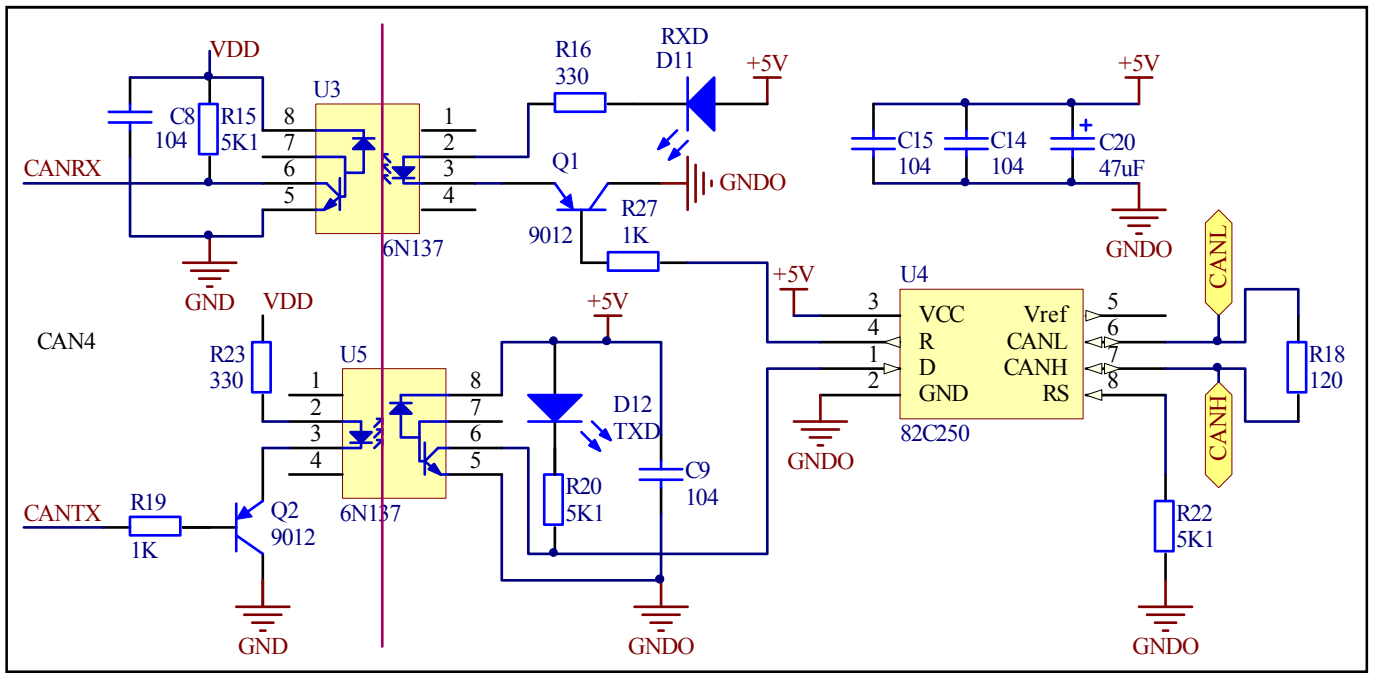 VDD
C8
104
R15
5K1
U3
8
7
6
5
1
2
3
4
6N137
CANRX
GND
R16
330
RXD
D11
+5V
Q1
9012
GNDO
R27
1K
+5V
C15
104
C14
104
+
C20
47uF
GNDO
CAN4
VDD
R23
330
U5
1
2
3
4
8
7
6
5
6N137
CANTX
R19
1K
Q2
9012
GND
+5V
D12
TXD
R20
5K1
C9
104
GNDO
+5V
U4
3
4
1
2
VCC
R
D
GND
Vref
CANL
CANH
RS
5
6
7
8
82C250
GNDO
CANL
CANH
R18
120
R22
5K1
GNDO